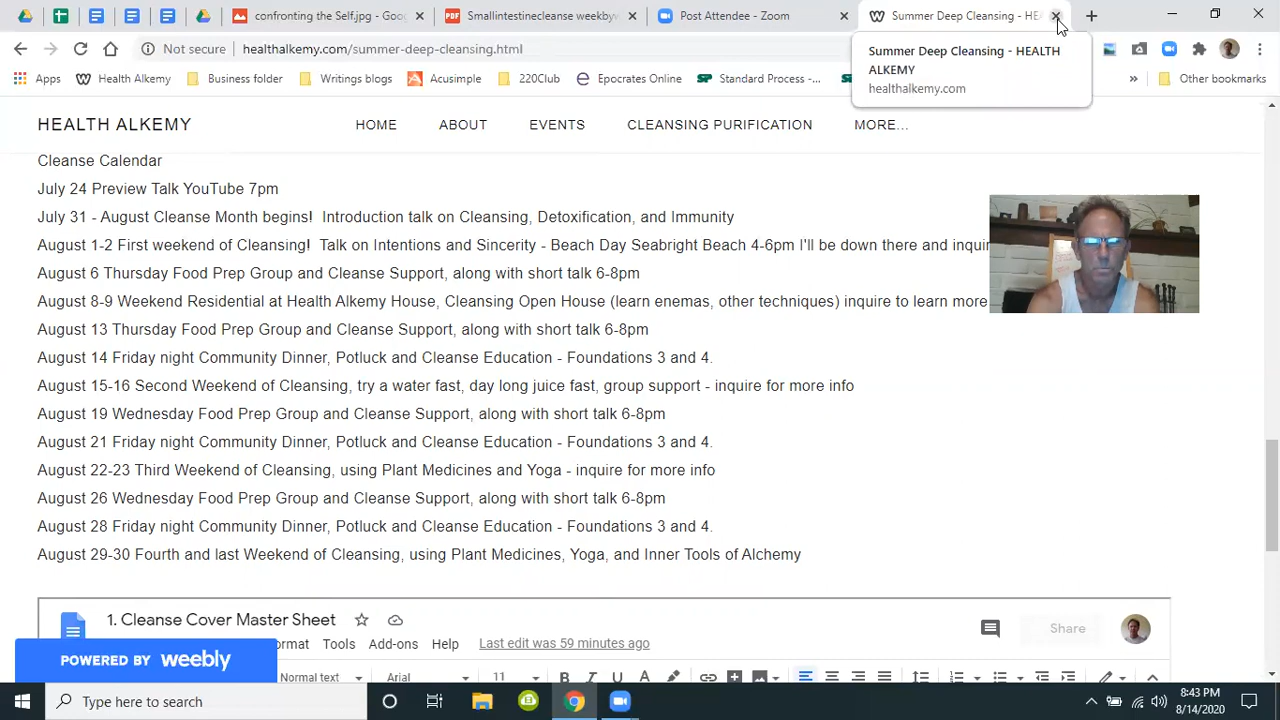 confronting the Self.jpg - Goog
Smallintestinecleanse weekbyw
Post Attendee - Zoom
Summer Deep Cleansing - HEA
Not secure
healthalkemy.com/summer-deep-cleansing.html
Summer Deep Cleansing - HEALTH
ALKEMY
healthalkemy.com
Apps
Health Alkemy
Business folder
Writings blogs
Acusimple
220Club
Epocrates Online
Standard Process -...
»
Other bookmarks
HEALTH ALKEMY
HOME
ABOUT
EVENTS
CLEANSING PURIFICATION
MORE...
Cleanse Calendar
July 24 Preview Talk YouTube 7pm
July 31 - August Cleanse Month begins!  Introduction talk on Cleansing, Detoxification, and Immunity
August 1-2 First weekend of Cleansing!  Talk on Intentions and Sincerity - Beach Day Seabright Beach 4-6pm I'll be down there and inquir
August 6 Thursday Food Prep Group and Cleanse Support, along with short talk 6-8pm
August 8-9 Weekend Residential at Health Alkemy House, Cleansing Open House (learn enemas, other techniques) inquire to learn more
August 13 Thursday Food Prep Group and Cleanse Support, along with short talk 6-8pm
August 14 Friday night Community Dinner, Potluck and Cleanse Education - Foundations 3 and 4.
August 15-16 Second Weekend of Cleansing, try a water fast, day long juice fast, group support - inquire for more info
August 19 Wednesday Food Prep Group and Cleanse Support, along with short talk 6-8pm
August 21 Friday night Community Dinner, Potluck and Cleanse Education - Foundations 3 and 4.
August 22-23 Third Weekend of Cleansing, using Plant Medicines and Yoga - inquire for more info
August 26 Wednesday Food Prep Group and Cleanse Support, along with short talk 6-8pm
August 28 Friday night Community Dinner, Potluck and Cleanse Education - Foundations 3 and 4.
August 29-30 Fourth and last Weekend of Cleansing, using Plant Medicines, Yoga, and Inner Tools of Alchemy
1. Cleanse Cover Master Sheet
Share
ormat
Tools
Add-ons
Help
Last edit was 59 minutes ago
POWERED BY weebly
Normal text
Arial
11
B I U A
Type here to search
8:43 PM
8/14/2020